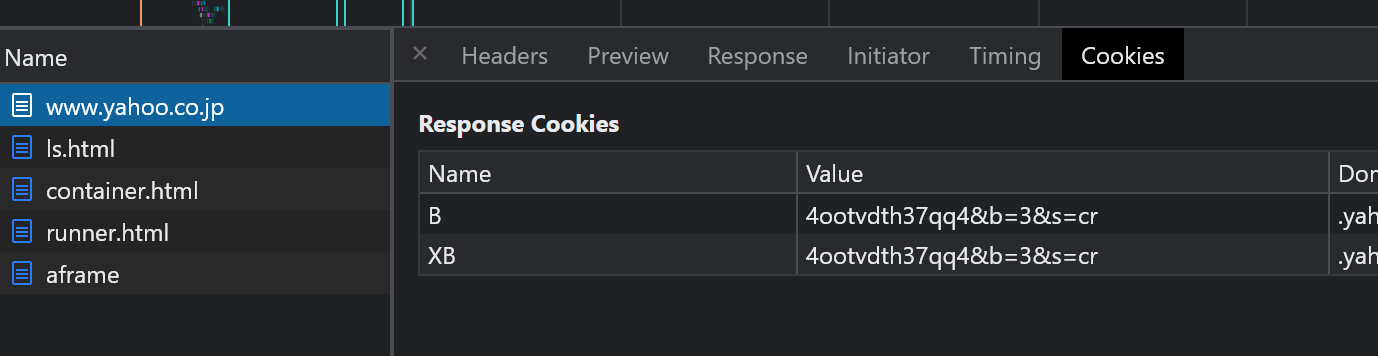 Name
www.yahoo.co.jp
ls.html
container.html
runner.html
aframe
× Headers Preview Response Initiator Timing Cookies
Response Cookies
Name Value Dor
B 4ootvdth37qq4&b=3&s=cr .yah
XB 4ootvdth37qq4&b=3&s=cr .yah